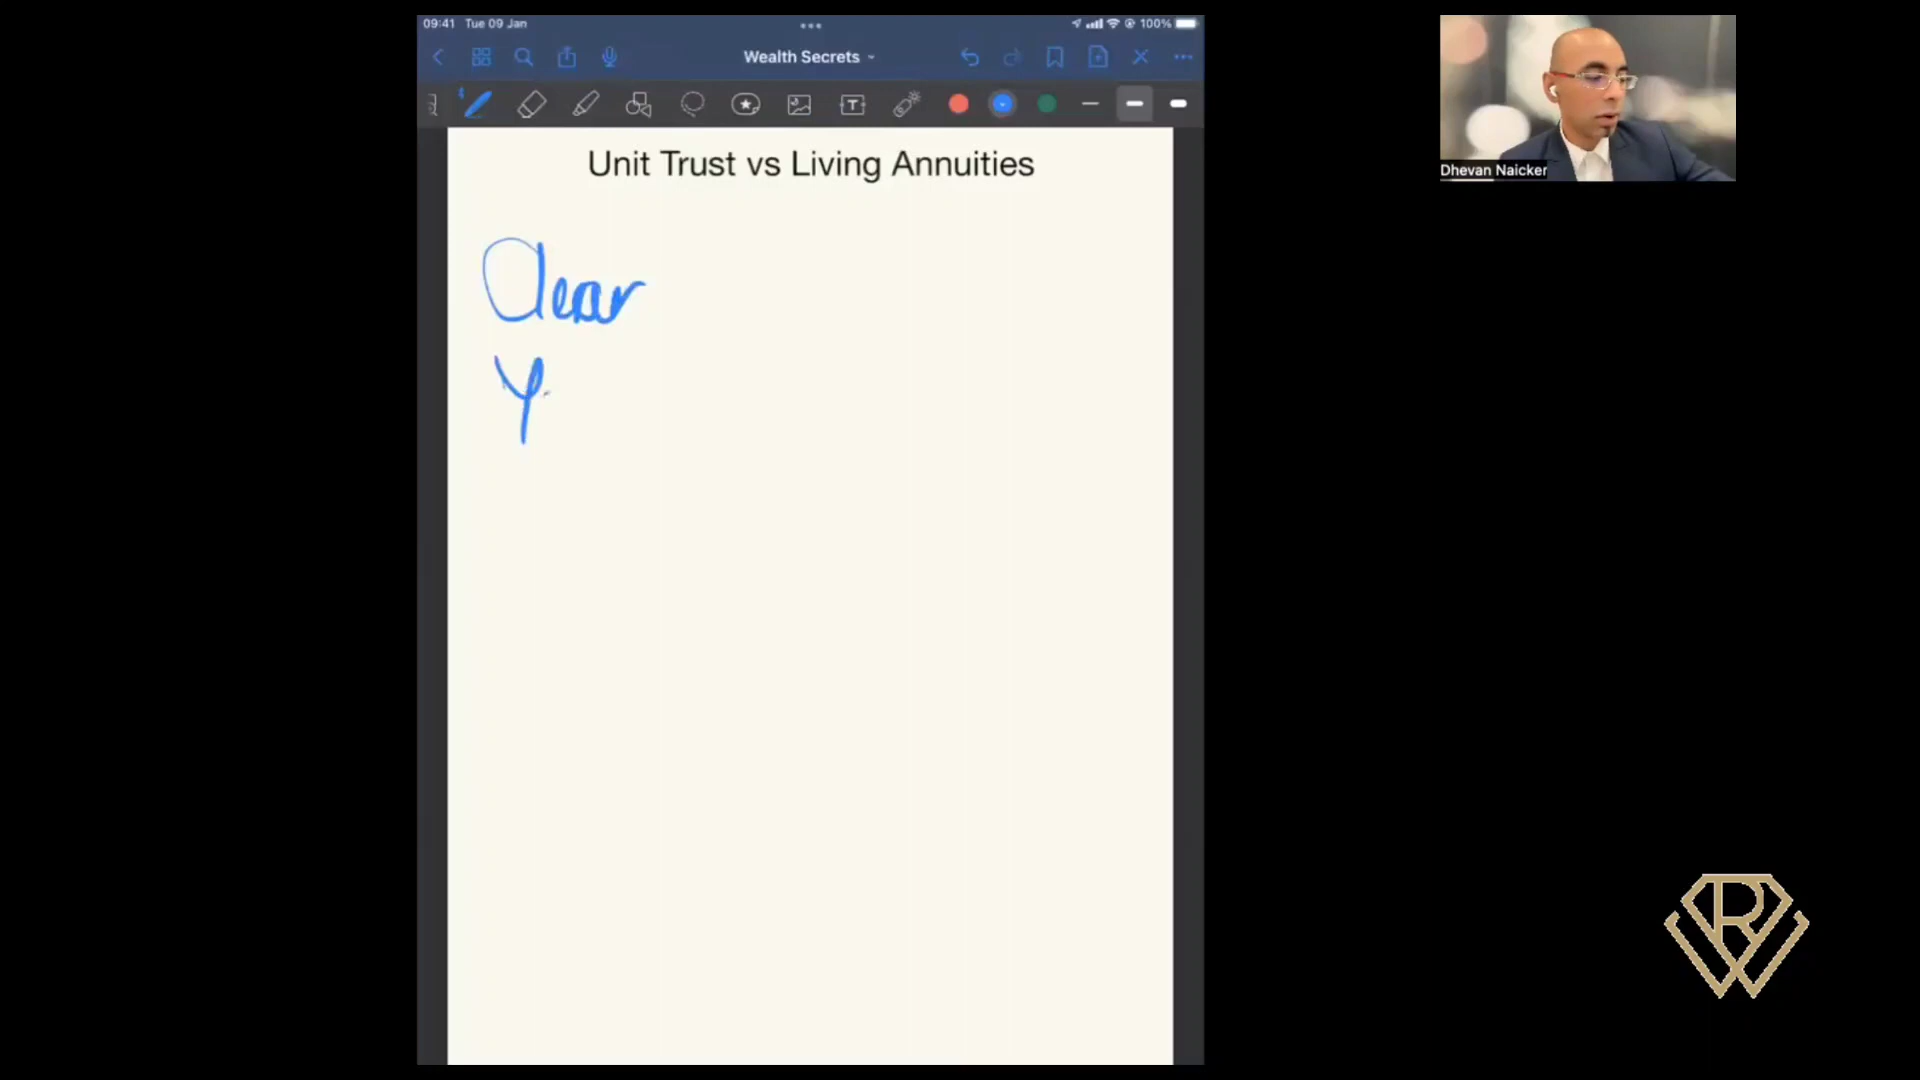 09:41 Tue 09 Jan 100%
Wealth Secrets
Unit Trust vs Living Annuities
Clear
Y
Dhevan Naicker